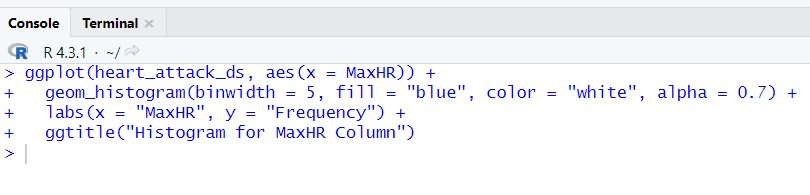 Console Terminal
R 4.3.1 · ~/
> ggplot(heart_attack_ds, aes(x = MaxHR)) +
+   geom_histogram(binwidth = 5, fill = "blue", color = "white", alpha = 0.7) +
+   labs(x = "MaxHR", y = "Frequency") +
+   ggtitle("Histogram for MaxHR Column")
>